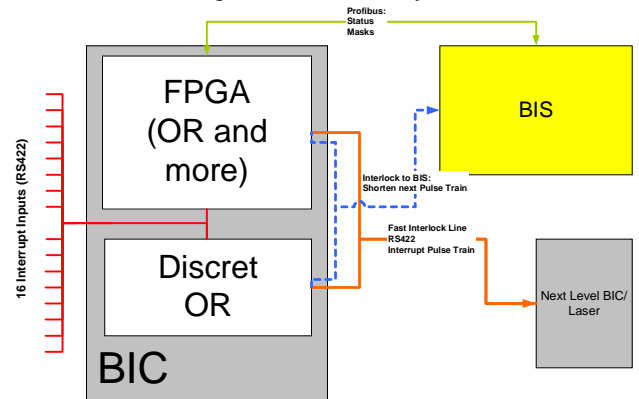 Profibus:
Status
Masks
FPGA
(OR and
more)
BIS
16 Interrupt Inputs (RS422)
Interlock to BIS:
Shorten next Pulse Train
Fast Interlock Line
RS422
Interrupt Pulse Train
Discret
OR
Next Level BIC/
Laser
BIC